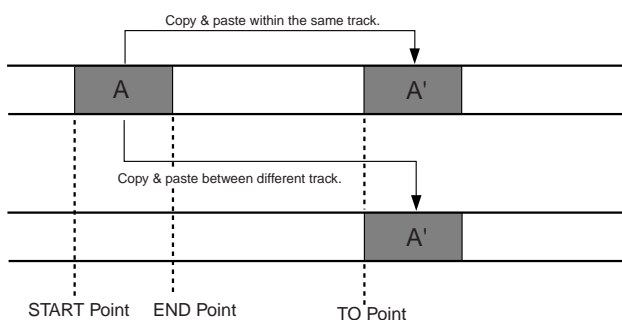 Copy & paste within the same track.
A
A'
Copy & paste between different track.
A'
START Point
END Point
TO Point